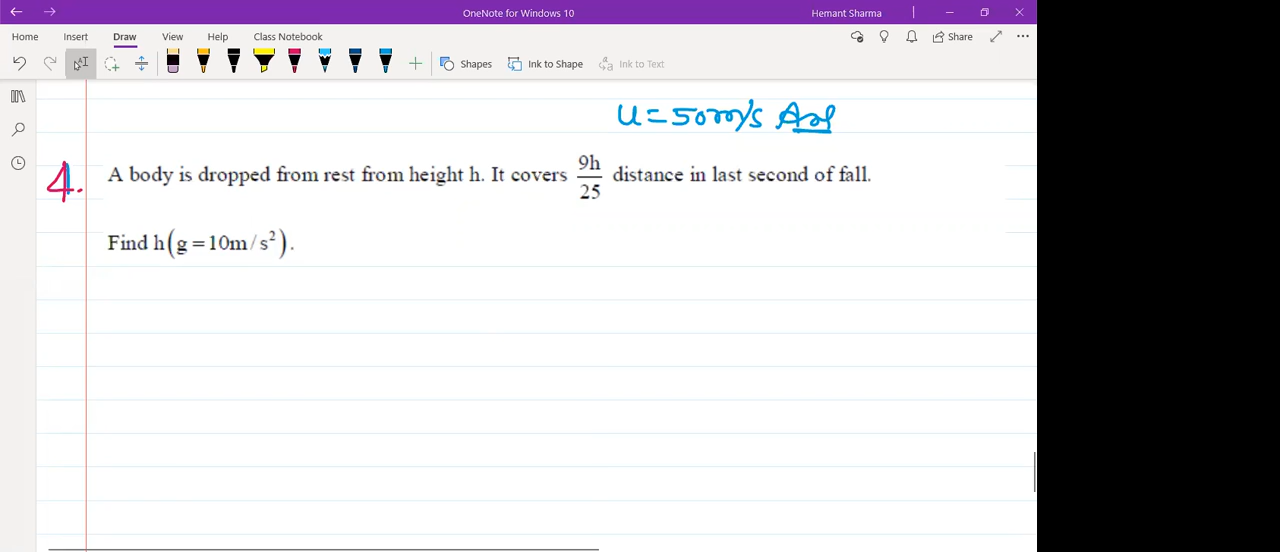 OneNote for Windows 10
Hemant Sharma
Home Insert Draw View Help Class Notebook
Share
Shapes Ink to Shape Ink to Text
U = 50m/s Ans
4. A body is dropped from rest from height h. It covers 9h/25 distance in last second of fall.
Find h(g = 10m/s²).